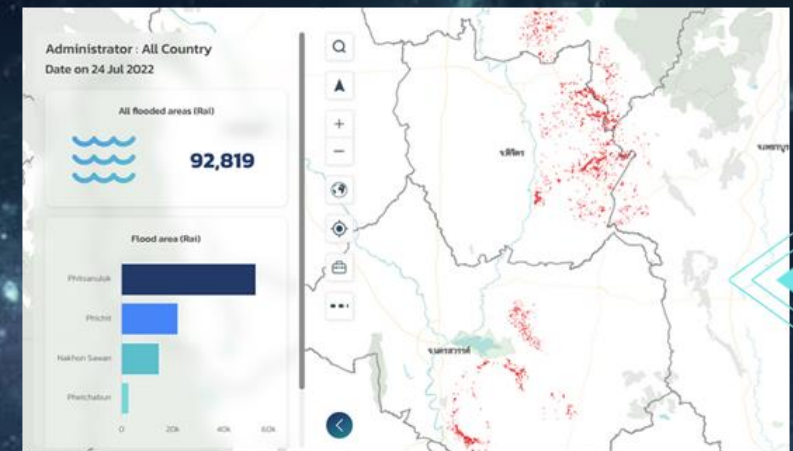 Administrator : All Country
Date on 24 Jul 2022
All flooded areas (Rai)
92,819
Flood area (Rai)
Phitsanulok
Phichit
Nakhon Sawan
Phetchabun
0 20k 40k 60k
จ.พิจิตร
จ.นครสวรรค์